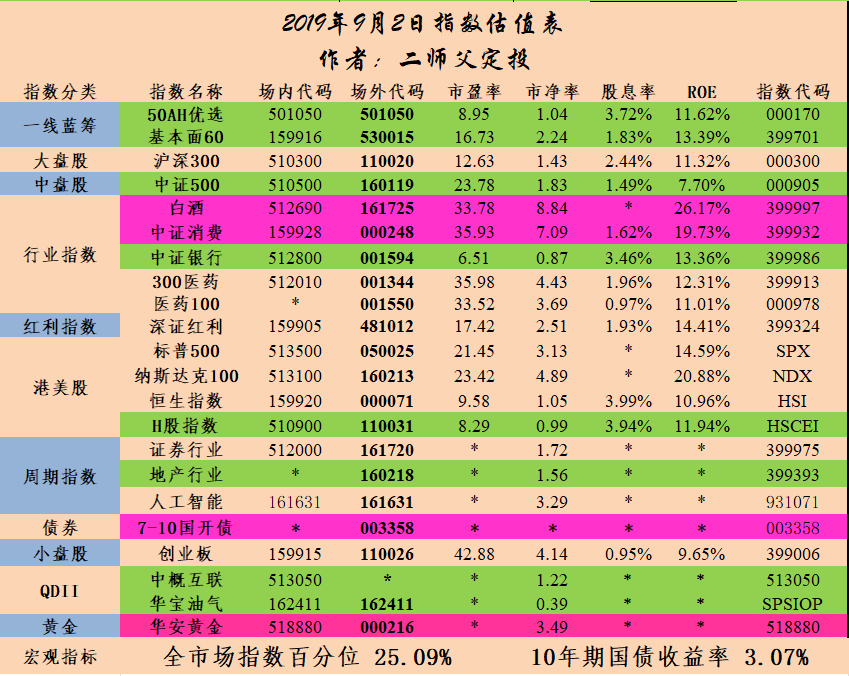 2019年9月2日指数估值表
作者：二师父定投
指数分类 指数名称 场内代码 场外代码 市盈率 市净率 股息率 ROE 指数代码
一线蓝筹 50AH优选 501050 501050 8.95 1.04 3.72% 11.62% 000170
基本面60 159916 530015 16.73 2.24 1.83% 13.39% 399701
大盘股 沪深300 510300 110020 12.63 1.43 2.44% 11.32% 000300
中盘股 中证500 510500 160119 23.78 1.83 1.49% 7.70% 000905
行业指数 白酒 512690 161725 33.78 8.84 * 26.17% 399997
中证消费 159928 000248 35.93 7.09 1.62% 19.73% 399932
中证银行 512800 001594 6.51 0.87 3.46% 13.36% 399986
300医药 512010 001344 35.98 4.43 1.96% 12.31% 399913
医药100 * 001550 33.52 3.69 0.97% 11.01% 000978
红利指数 深证红利 159905 481012 17.42 2.51 1.93% 14.41% 399324
港美股 标普500 513500 050025 21.45 3.13 * 14.59% SPX
纳斯达克100 513100 160213 23.42 4.89 * 20.88% NDX
恒生指数 159920 000071 9.58 1.05 3.99% 10.96% HSI
H股指数 510900 110031 8.29 0.99 3.94% 11.94% HSCEI
周期指数 证券行业 512000 161720 * 1.72 * * 399975
地产行业 * 160218 * 1.56 * * 399393
人工智能 161631 161631 * 3.29 * * 931071
债券 7-10国开债 * 003358 * * * * 003358
小盘股 创业板 159915 110026 42.88 4.14 0.95% 9.65% 399006
QDII 中概互联 513050 * * 1.22 * * 513050
华宝油气 162411 162411 * 0.39 * * SPSIOP
黄金 华安黄金 518880 000216 * 3.49 * * 518880
宏观指标 全市场指数百分位 25.09% 10年期国债收益率 3.07%